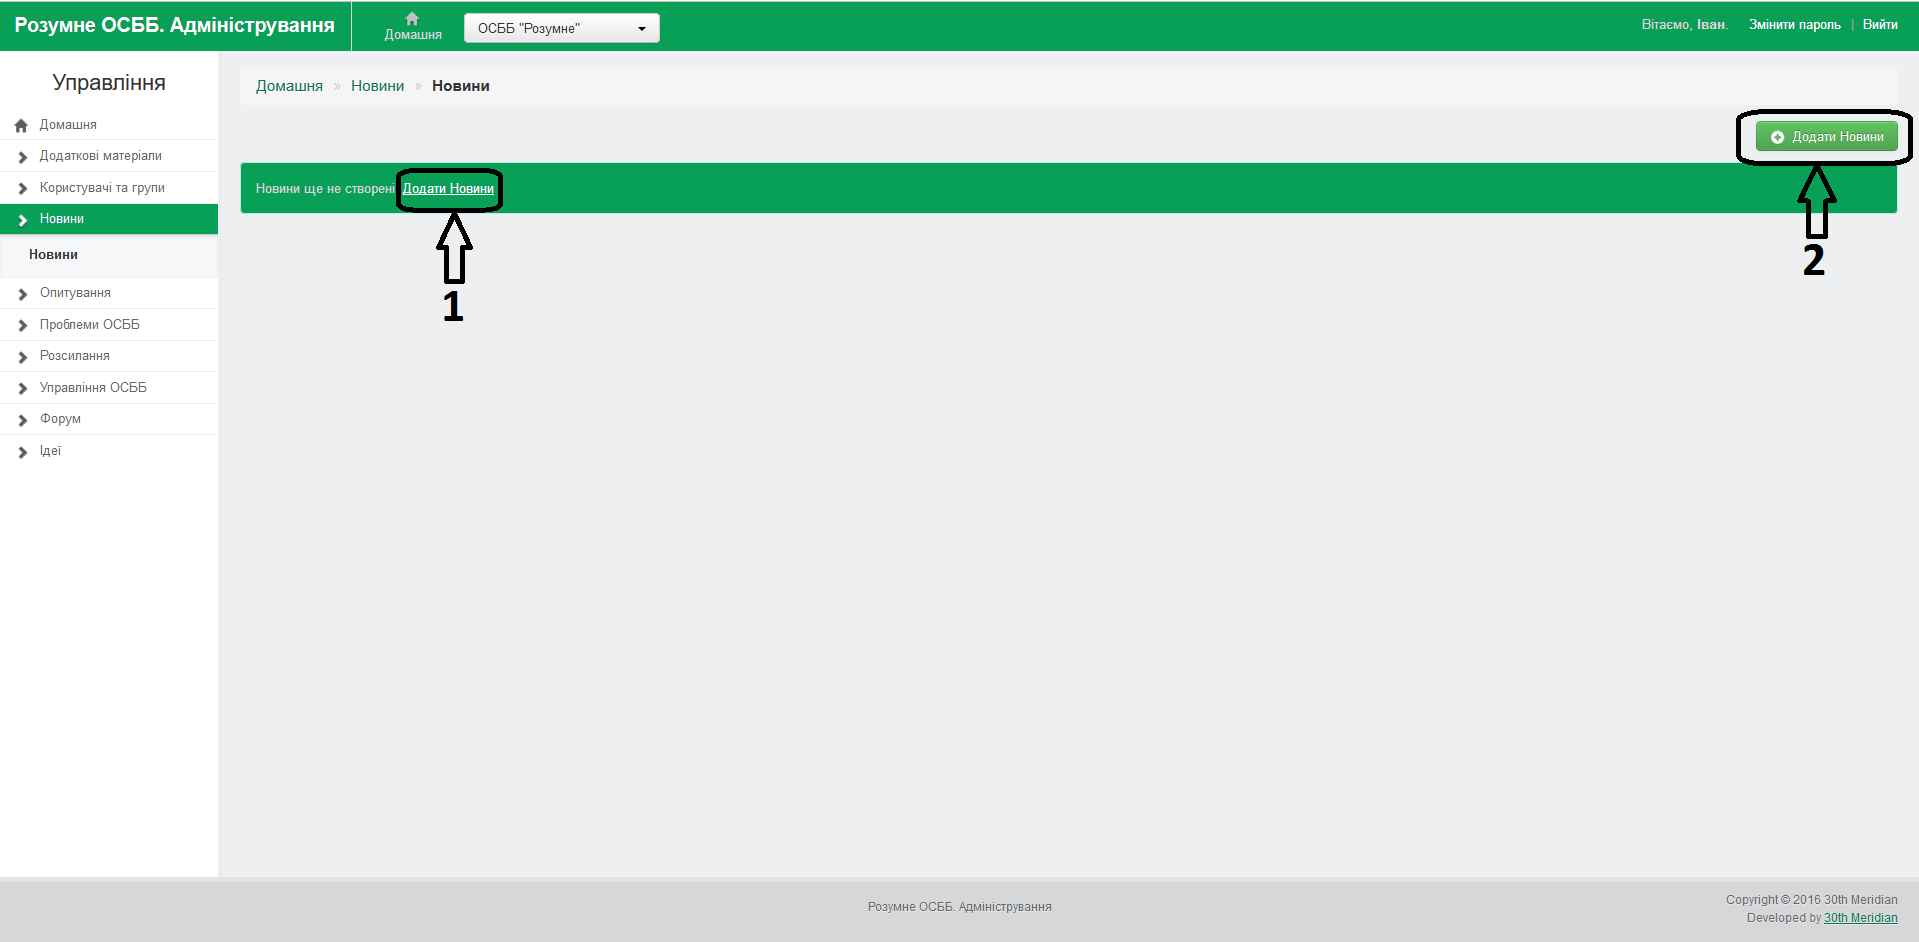 Розумне ОСББ. Адміністрування
Домашня
ОСББ "Розумне"
Вітаємо, Іван. Змінити пароль | Вийти
Управління
Домашня
Додаткові матеріали
Користувачі та групи
Новини
Новини
Опитування
Проблеми ОСББ
Розсилання
Управління ОСББ
Форум
Ідеї
Домашня » Новини » Новини
Додати Новини
Новини ще не створені Додати Новини
1
2
Розумне ОСББ. Адміністрування
Copyright © 2016 30th Meridian
Developed by 30th Meridian